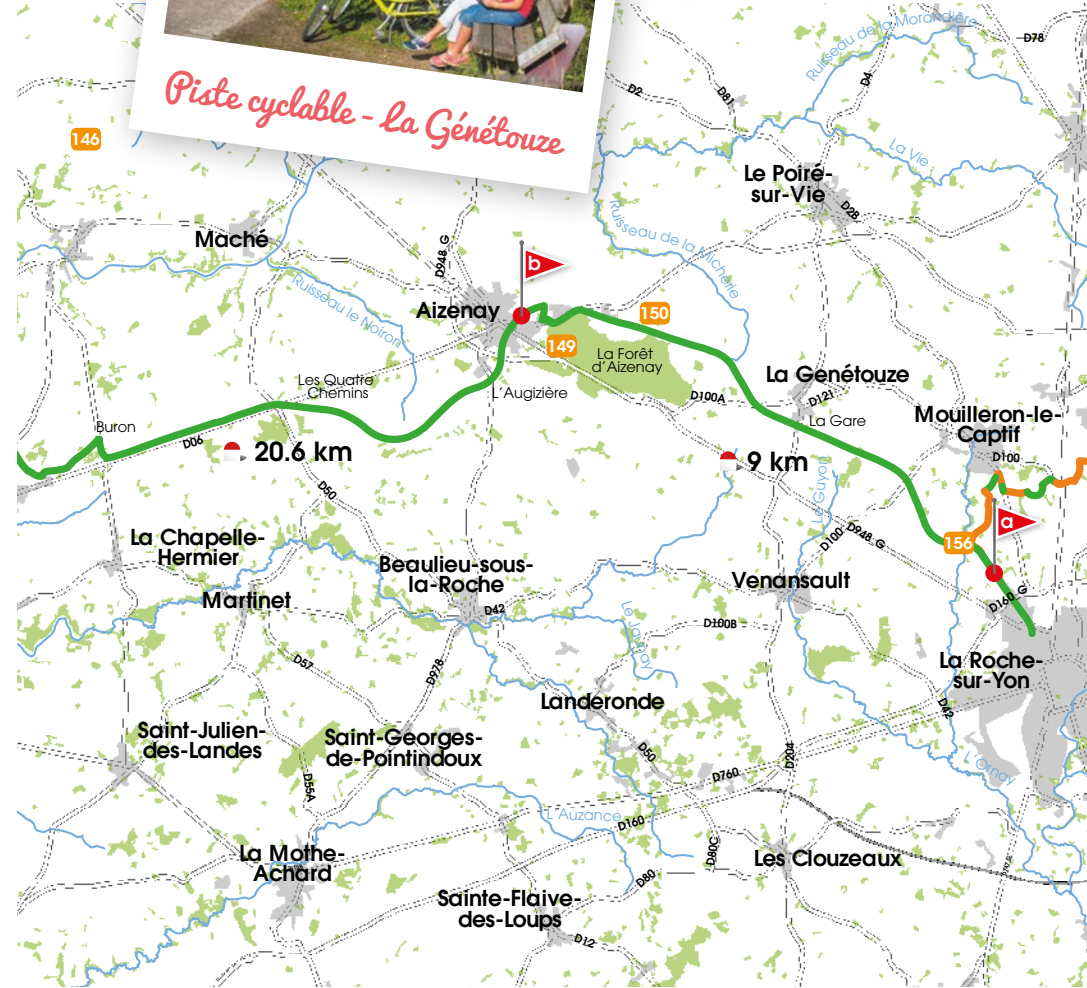 Piste cyclable - la Génétouze
Ruisseau de la Morandière
D78
D4
D2
D81
146
La Vie
Le Poiré-
sur-Vie
D28
Maché
D948_G
Ruisseau de la Micherie
b
Ruisseau le Noiron
Aizenay
150
149
La Forêt
d'Aizenay
La Genétouze
Les Quatre
Chemins
L'Augizière
D100A
D121
La Gare
Mouilleron-le-
Captif
D100
Buron
D06
20.6 km
9 km
Le Guyon
D50
a
156
D100
D948_G
La Chapelle-
Hermier
Beaulieu-sous-
la-Roche
Venansault
Martinet
D42
D160_G
D100B
Le Jaunay
La Roche-
sur-Yon
D57
D978
Landeronde
D42
Saint-Julien-
des-Landes
Saint-Georges-
de-Pointindoux
D50
D204
D760
L'Ornay
D55A
L'Auzance
D160
D80C
La Mothe-
Achard
Les Clouzeaux
D80
Sainte-Flaive-
des-Loups
D12